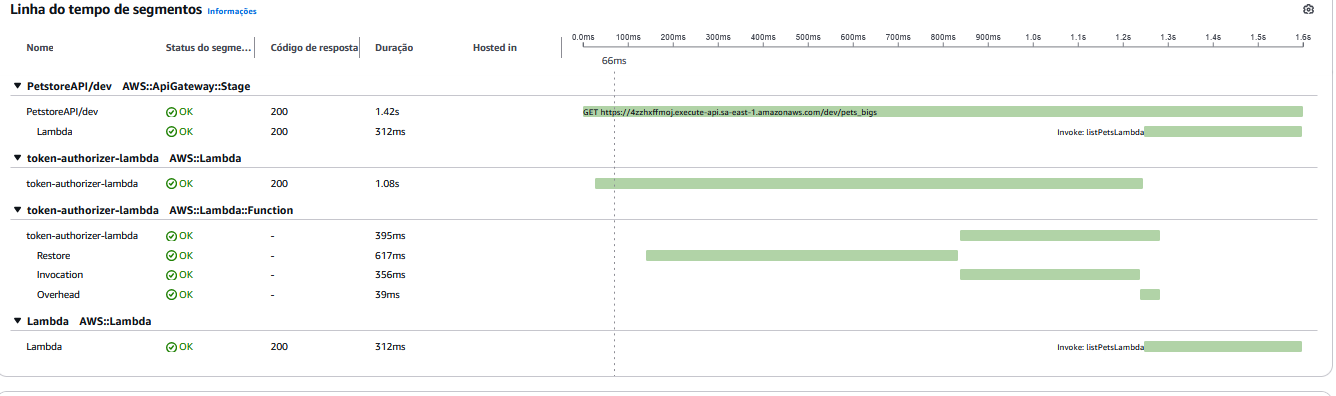 Linha do tempo de segmentos Informações
Nome Status do segme... Código de resposta Duração Hosted in 0.0ms 100ms 200ms 300ms 400ms 500ms 600ms 700ms 800ms 900ms 1.0s 1.1s 1.2s 1.3s 1.4s 1.5s 1.6s
66ms
PetstoreAPI/dev AWS::ApiGateway::Stage
PetstoreAPI/dev OK 200 1.42s GET https://4zzhxffmoj.execute-api.sa-east-1.amazonaws.com/dev/pets_bigs
Lambda OK 200 312ms Invoke: listPetsLambda
token-authorizer-lambda AWS::Lambda
token-authorizer-lambda OK 200 1.08s
token-authorizer-lambda AWS::Lambda::Function
token-authorizer-lambda OK - 395ms
Restore OK - 617ms
Invocation OK - 356ms
Overhead OK - 39ms
Lambda AWS::Lambda
Lambda OK 200 312ms Invoke: listPetsLambda